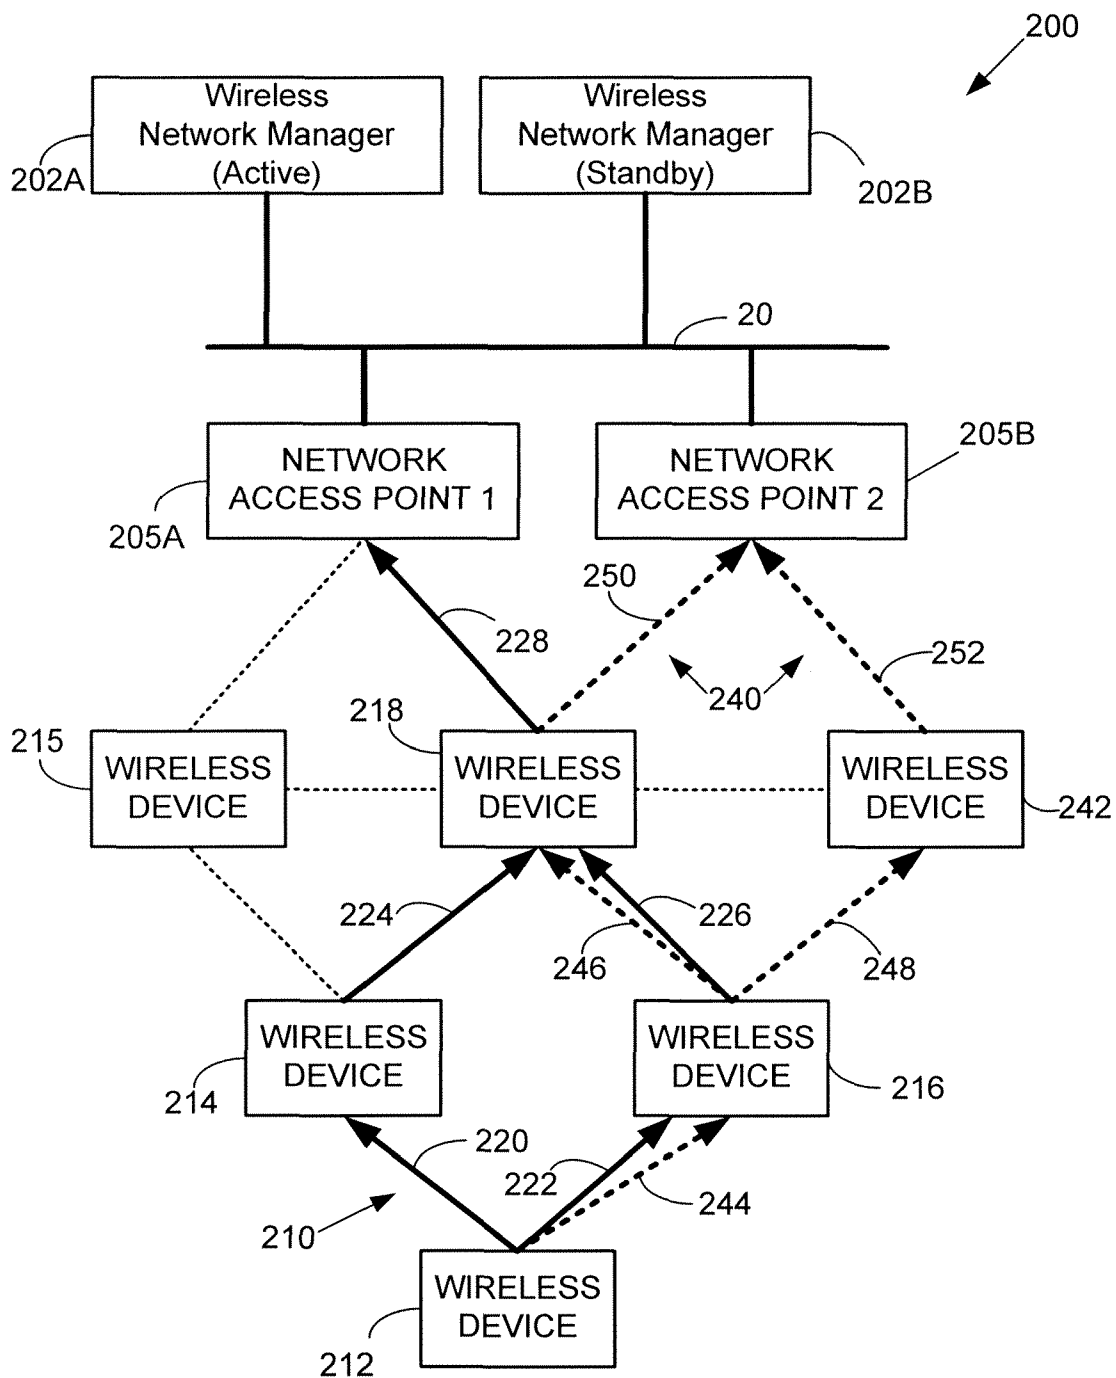 200
Wireless
Network Manager
(Active)
Wireless
Network Manager
(Standby)
202A
202B
20
NETWORK
ACCESS POINT 1
NETWORK
ACCESS POINT 2
205B
205A
250
228
252
240
218
215
WIRELESS
DEVICE
WIRELESS
DEVICE
WIRELESS
DEVICE
242
224
226
246
248
WIRELESS
DEVICE
WIRELESS
DEVICE
214
216
220
222
244
210
WIRELESS
DEVICE
212